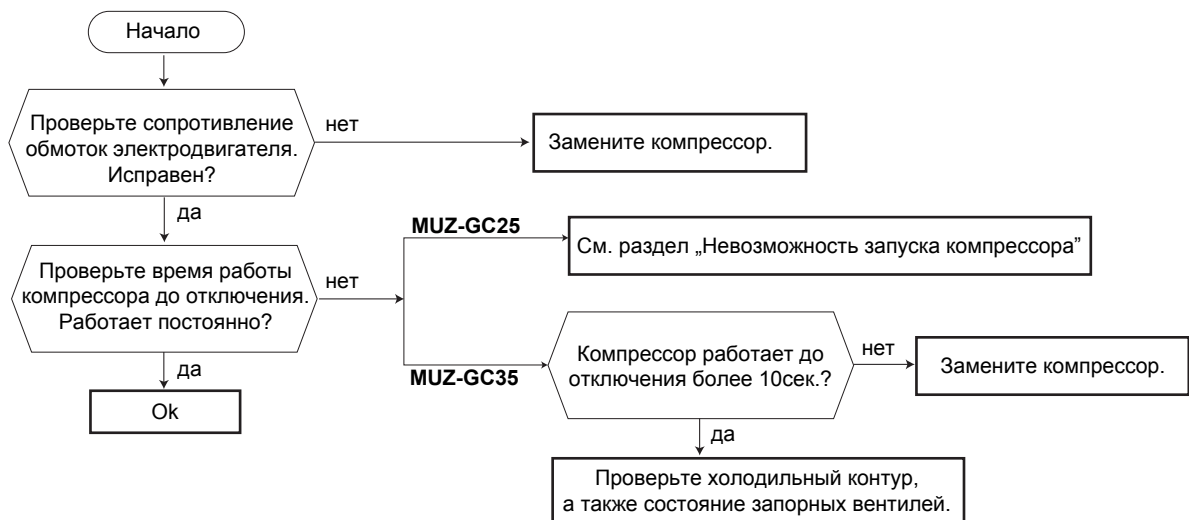 Начало
Проверьте сопротивление
обмоток электродвигателя.
Исправен?
нет
Замените компрессор.
да
Проверьте время работы
компрессора до отключения.
Работает постоянно?
нет
MUZ-GC25
См. раздел „Невозможность запуска компрессора”
MUZ-GC35
Компрессор работает до
отключения более 10сек.?
нет
Замените компрессор.
да
Ok
да
Проверьте холодильный контур,
а также состояние запорных вентилей.